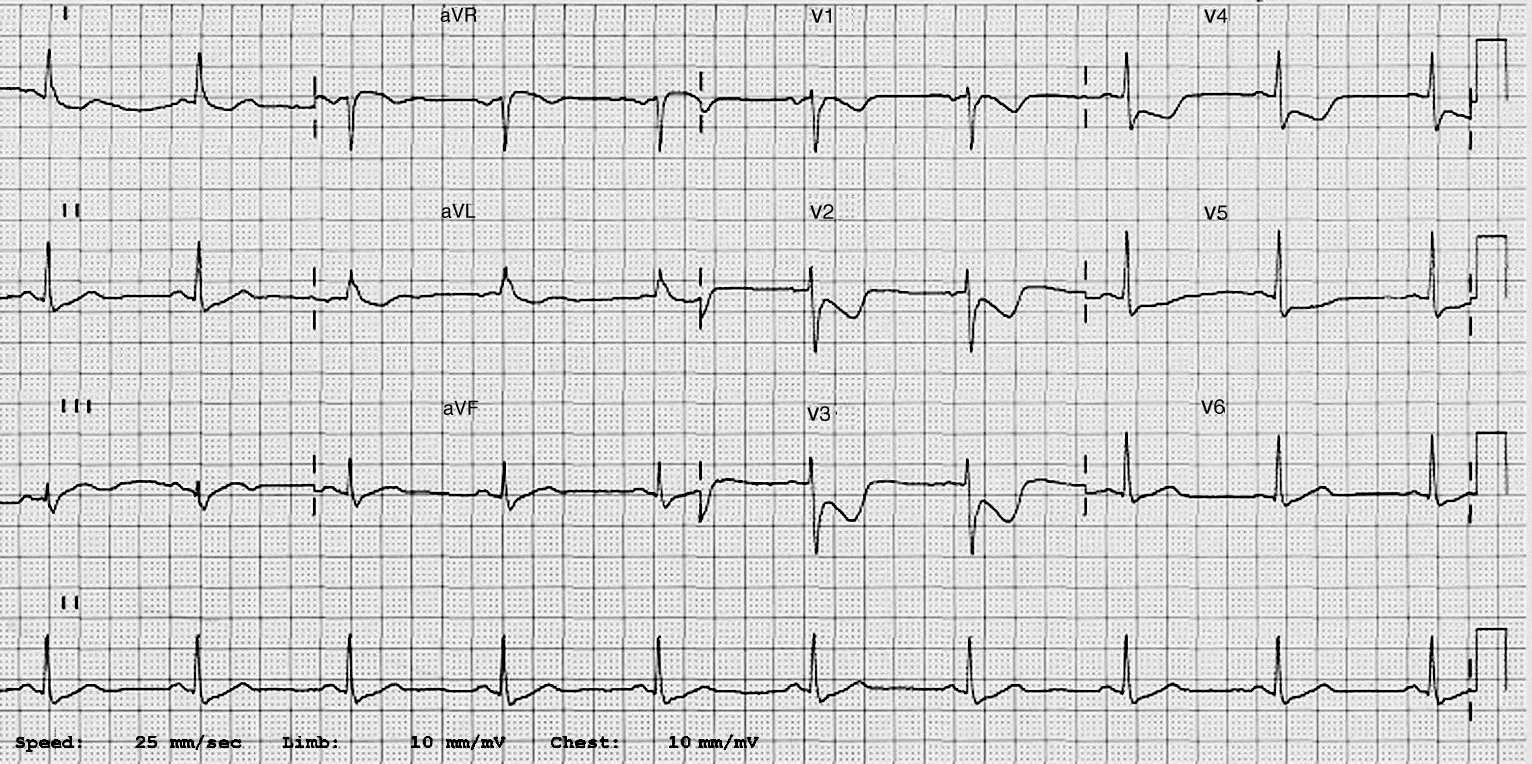 I aVR V1 V4
II aVL V2 V5
III aVF V3 V6
II
Speed: 25 mm/sec Limb: 10 mm/mV Chest: 10 mm/mV